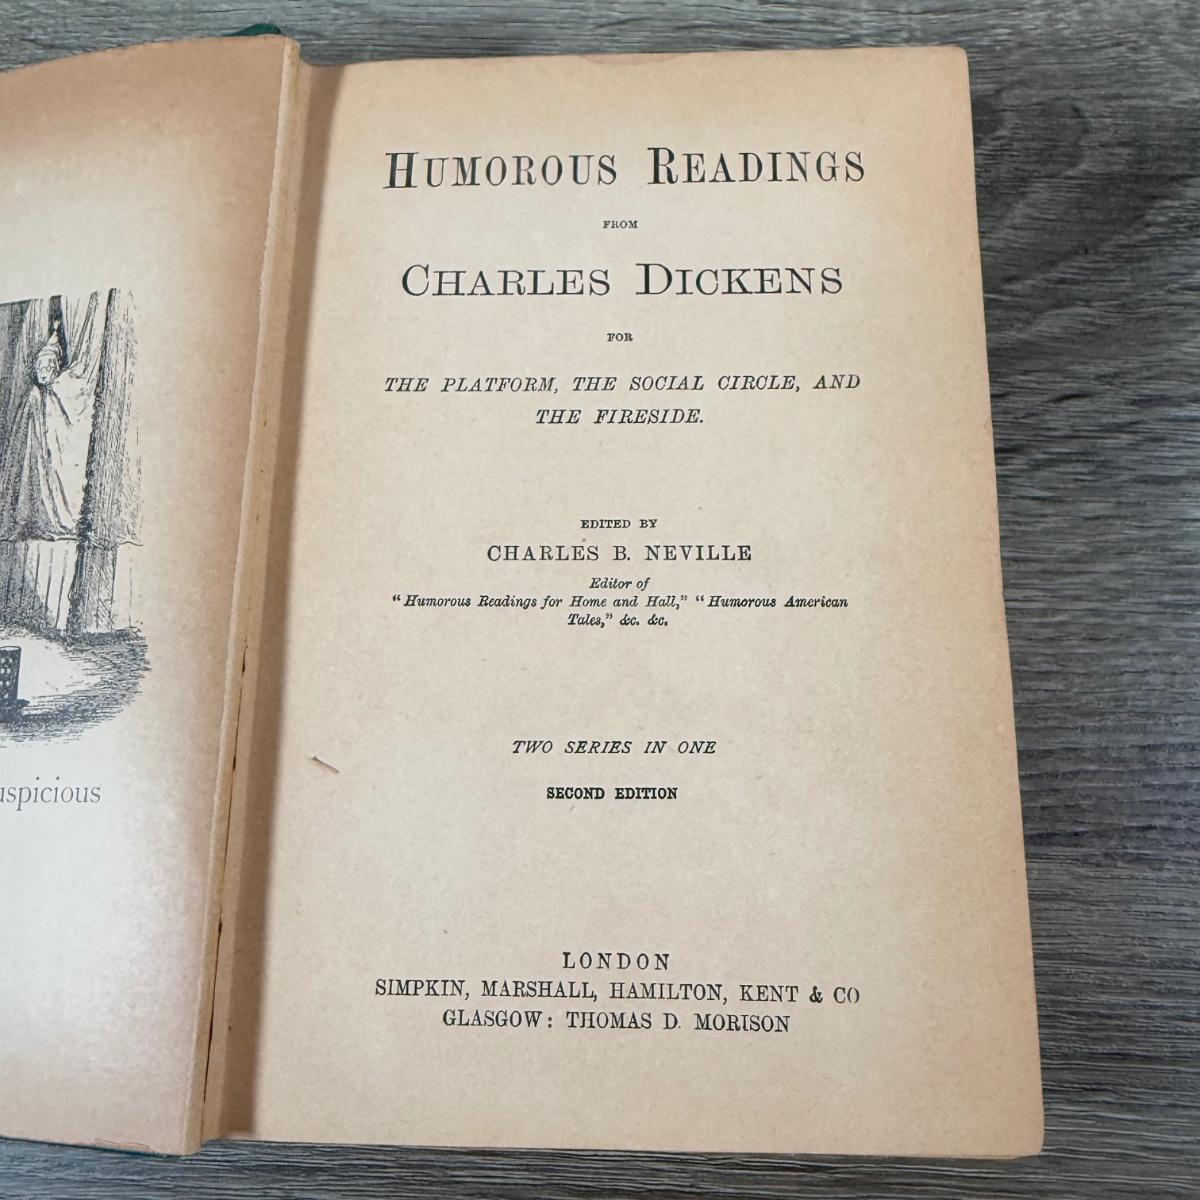 HUMOROUS READINGS
FROM
CHARLES DICKENS
FOR
THE PLATFORM, THE SOCIAL CIRCLE, AND
THE FIRESIDE.
EDITED BY
CHARLES B. NEVILLE
Editor of
"Humorous Readings for Home and Hall," "Humorous American
Tales," &c. &c.
TWO SERIES IN ONE
SECOND EDITION
LONDON
SIMPKIN, MARSHALL, HAMILTON, KENT & CO
GLASGOW: THOMAS D. MORISON